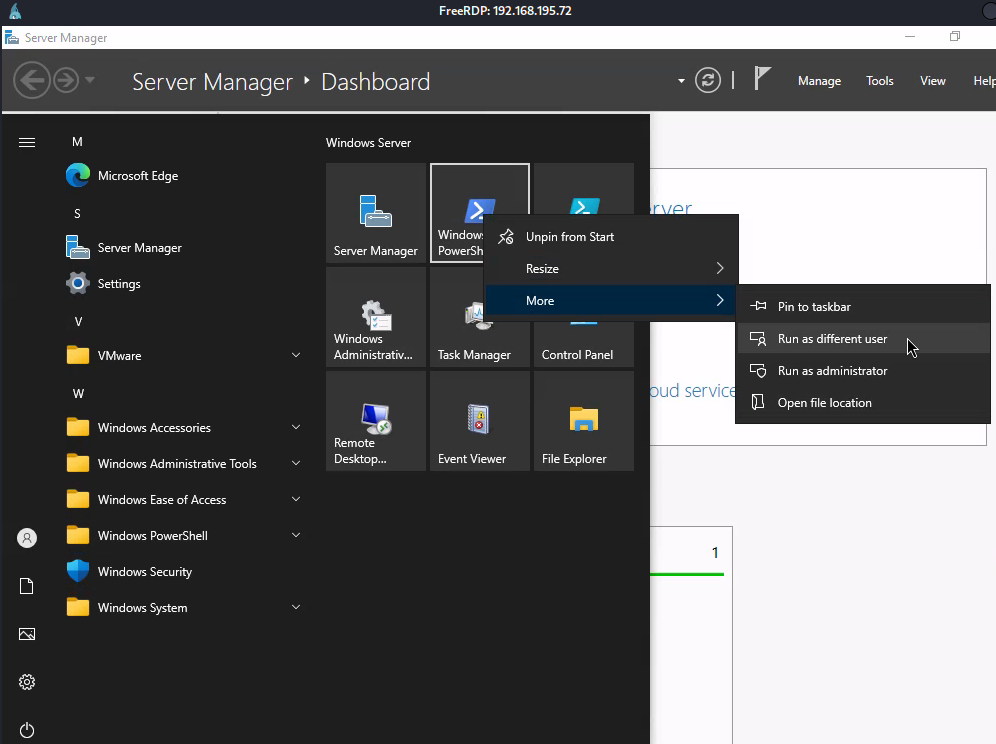 FreeRDP: 192.168.195.72
Server Manager
Server Manager
Dashboard
Manage
Tools
View
Help
M
Microsoft Edge
S
Server Manager
Settings
V
VMware
W
Windows Accessories
Windows Administrative Tools
Windows Ease of Access
Windows PowerShell
Windows Security
Windows System
Windows Server
Server Manager
Windows
PowerSh
Windows
Administrativ...
Task Manager
Control Panel
Remote
Desktop...
Event Viewer
File Explorer
Unpin from Start
Resize
More
Pin to taskbar
Run as different user
Run as administrator
Open file location
erver
oud service
1